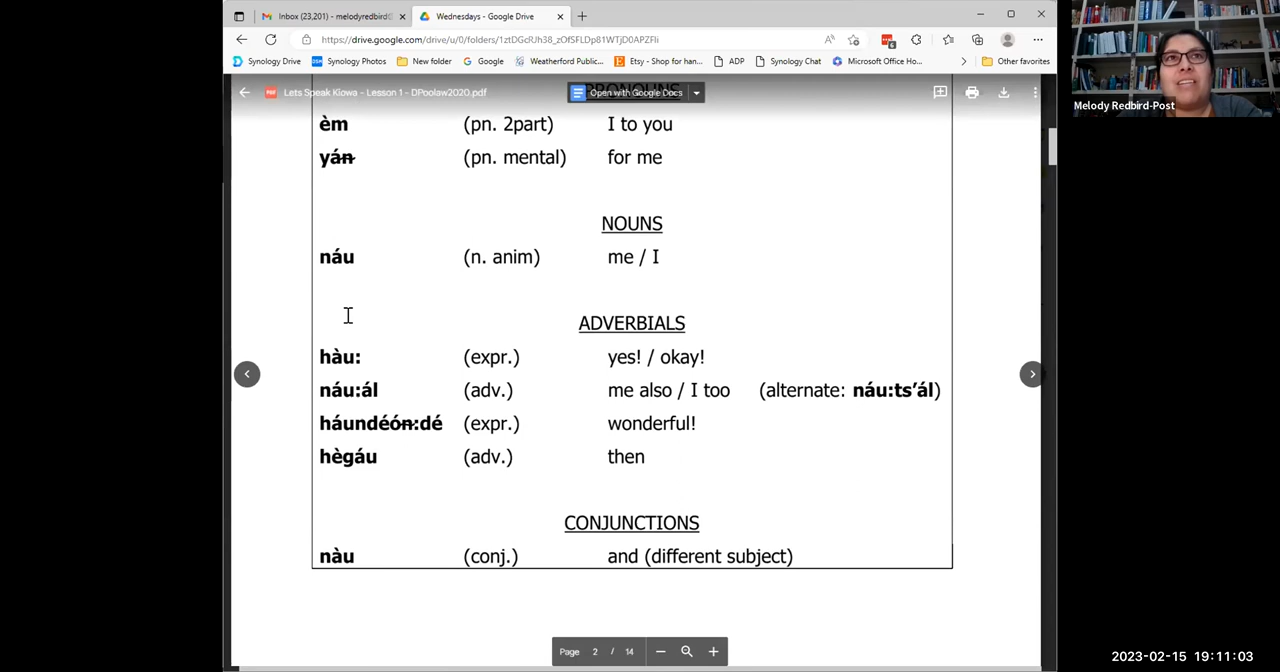 Inbox (23,201) - melodyredbird
Wednesdays - Google Drive
https://drive.google.com/drive/u/0/folders/
Synology Drive Synology Photos New folder Google Weatherford Public... Etsy - Shop for han... ADP Synology Chat Microsoft Office Ho... Other favorites
Lets Speak Kiowa - Lesson 1 - DPoolaw2020.pdf
Open with Google Docs
PRONOUNS
èm (pn. 2part) I to you
yán (pn. mental) for me
NOUNS
náu (n. anim) me / I
ADVERBIALS
hàu: (expr.) yes! / okay!
náu:ál (adv.) me also / I too (alternate: náu:ts’ál)
háundéón:dé (expr.) wonderful!
hègáu (adv.) then
CONJUNCTIONS
nàu (conj.) and (different subject)
Page 2 / 14
Melody Redbird-Post
2023-02-15 19:11:03